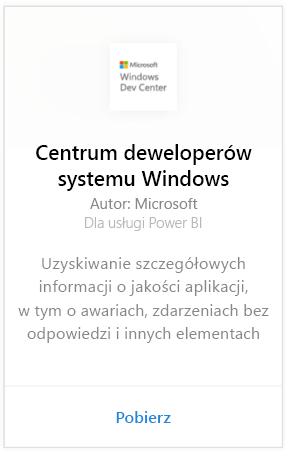 Microsoft
Windows
Dev Center
Centrum deweloperów
systemu Windows
Autor: Microsoft
Dla usługi Power BI
Uzyskiwanie szczegółowych
informacji o jakości aplikacji,
w tym o awariach, zdarzeniach bez
odpowiedzi i innych elementach
Pobierz